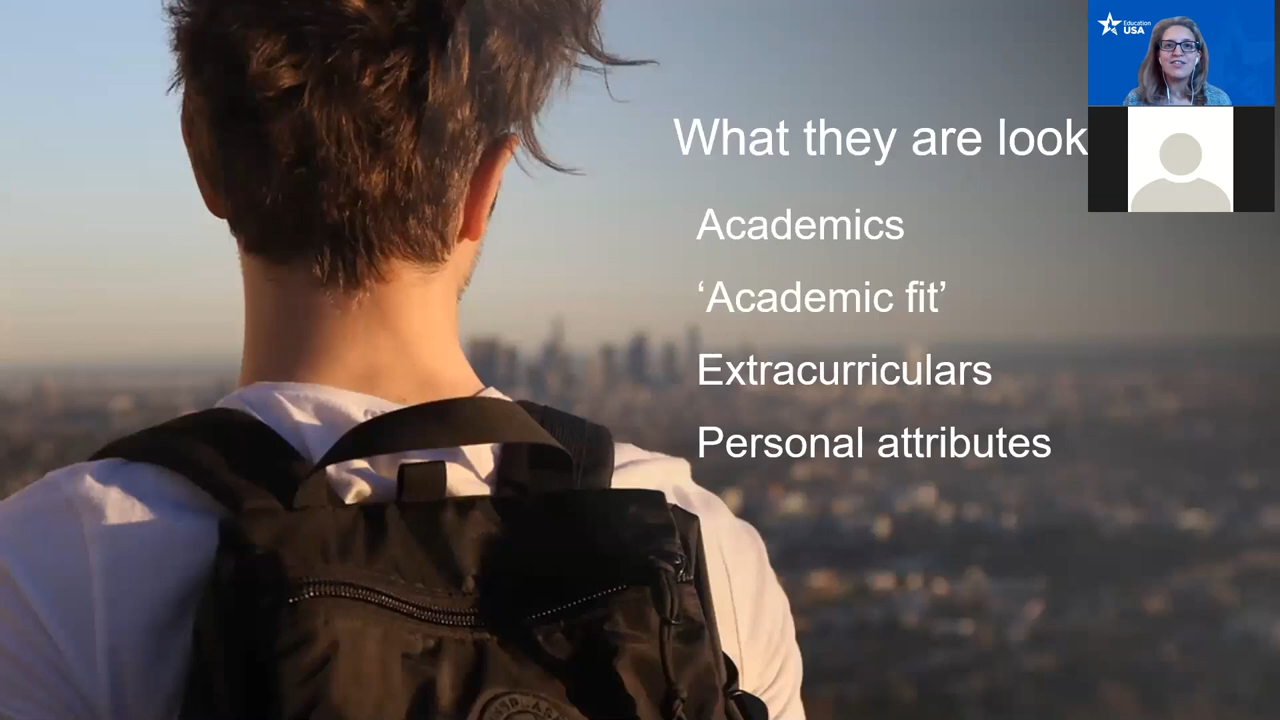 What they are look
Academics
‘Academic fit’
Extracurriculars
Personal attributes
Education
USA